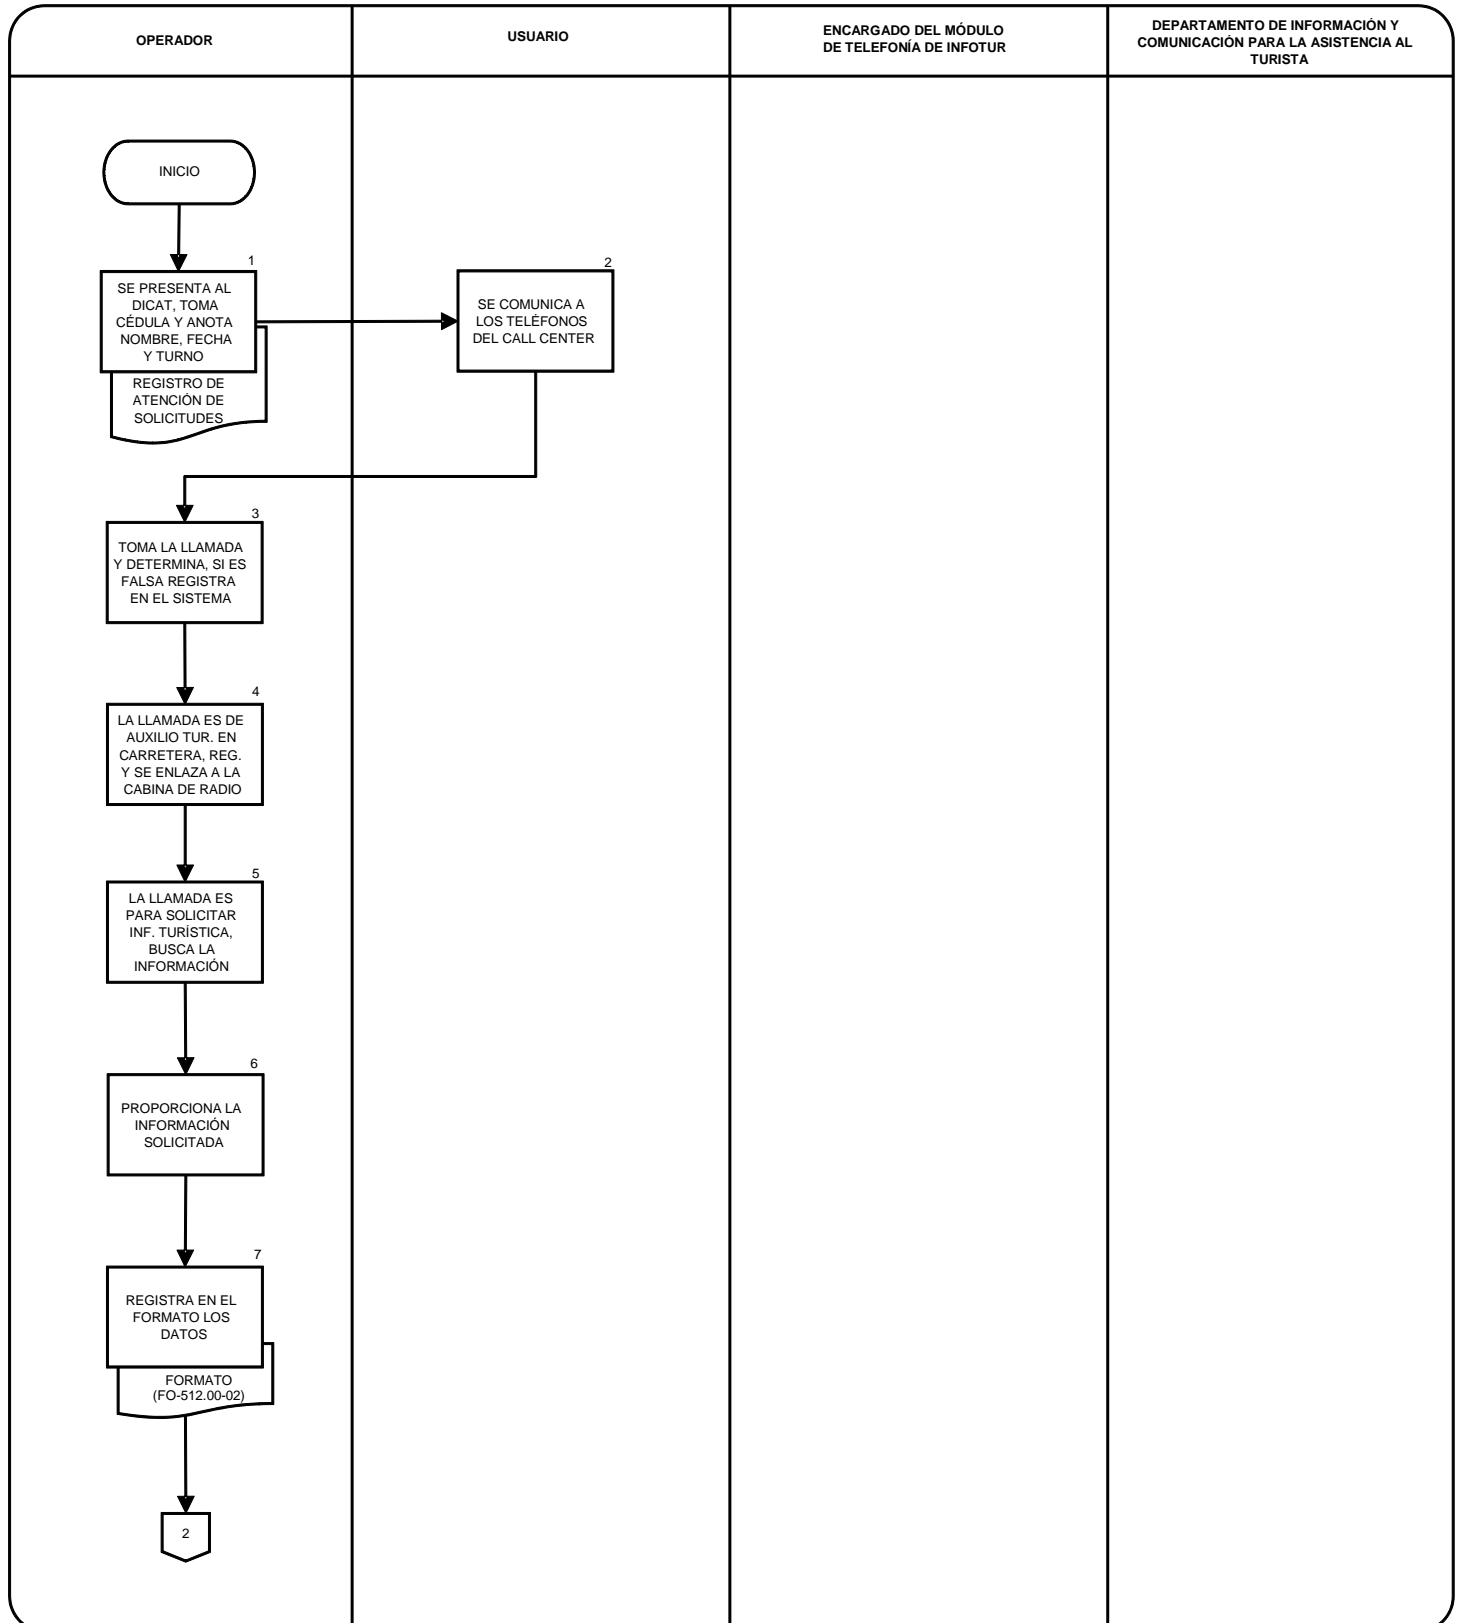 OPERADOR
USUARIO
ENCARGADO DEL MÓDULO
DE TELEFONÍA DE INFOTUR
DEPARTAMENTO DE INFORMACIÓN Y
COMUNICACIÓN PARA LA ASISTENCIA AL
TURISTA
INICIO
1
SE PRESENTA AL
DICAT, TOMA
CÉDULA Y ANOTA
NOMBRE, FECHA
Y TURNO
REGISTRO DE
ATENCIÓN DE
SOLICITUDES
2
SE COMUNICA A
LOS TELÉFONOS
DEL CALL CENTER
3
TOMA LA LLAMADA
Y DETERMINA, SI ES
FALSA REGISTRA
EN EL SISTEMA
4
LA LLAMADA ES DE
AUXILIO TUR. EN
CARRETERA, REG.
Y SE ENLAZA A LA
CABINA DE RADIO
5
LA LLAMADA ES
PARA SOLICITAR
INF. TURÍSTICA,
BUSCA LA
INFORMACIÓN
6
PROPORCIONA LA
INFORMACIÓN
SOLICITADA
7
REGISTRA EN EL
FORMATO LOS
DATOS
FORMATO
(FO-512.00-02)
2